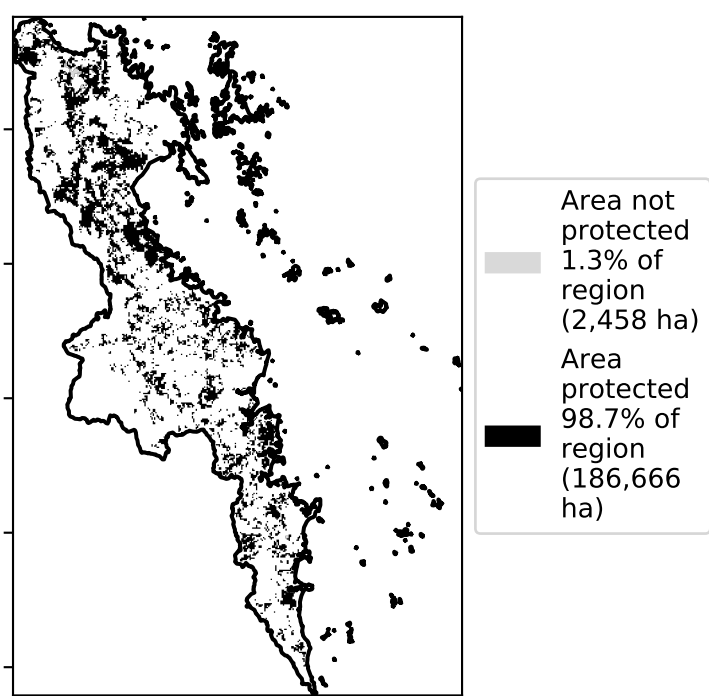 Area not
protected
1.3% of
region
(2,458 ha)
Area
protected
98.7% of
region
(186,666
ha)